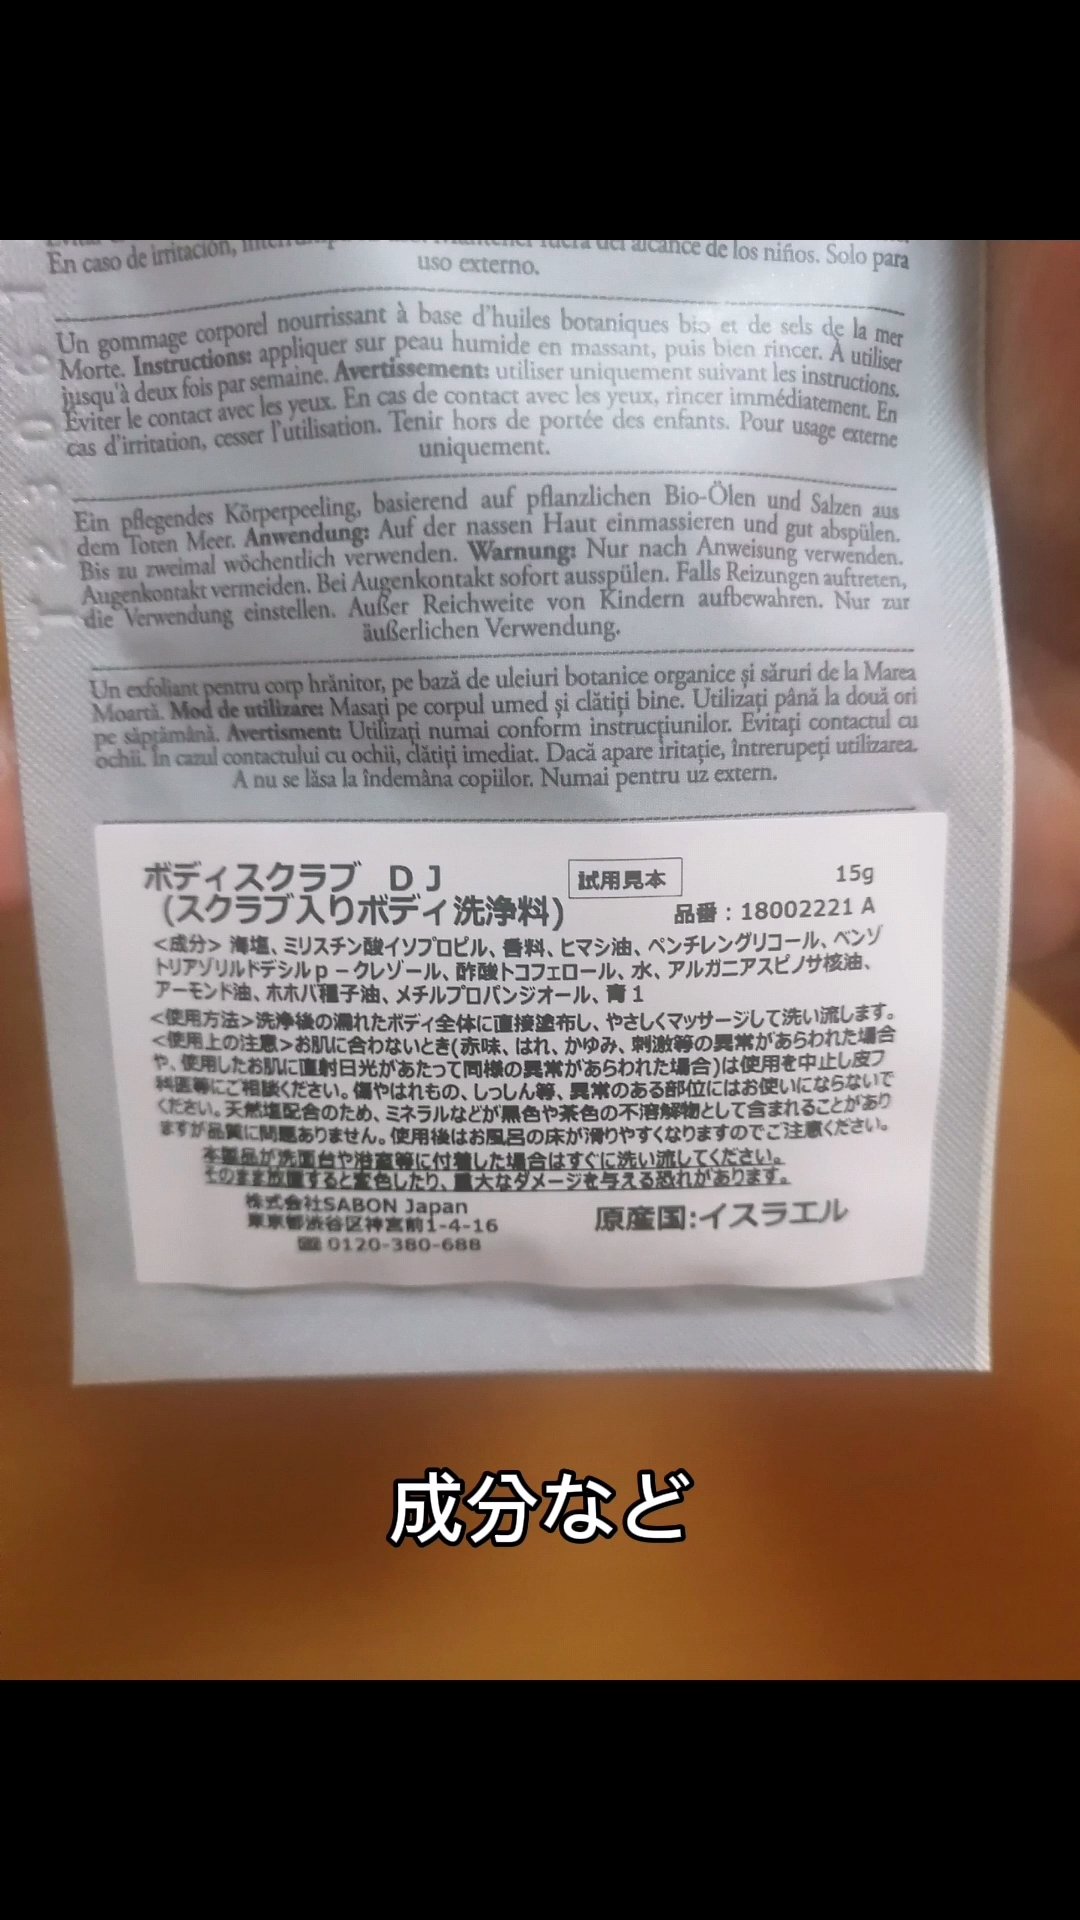 En caso de irritación, alcance de los niños. Solo para
uso externo.
Un gommage corporel nourrissant à base d'huiles botaniques bio et de sels de la mer
Morte. Instructions: appliquer sur peau humide en massant, puis bien rincer. À utiliser
jusqu'à deux fois par semaine. Avertissement: utiliser uniquement suivant les instructions.
Éviter le contact avec les yeux. En cas de contact avec les yeux, rincer immédiatement. En
cas d'irritation, cesser l'utilisation. Tenir hors de portée des enfants. Pour usage externe
uniquement.
Ein pflegendes Körperpeeling, basierend auf pflanzlichen Bio-Ölen und Salzen aus
dem Toten Meer. Anwendung: Auf der nassen Haut einmassieren und gut abspülen.
Bis zu zweimal wöchentlich verwenden. Warnung: Nur nach Anweisung verwenden.
Augenkontakt vermeiden. Bei Augenkontakt sofort ausspülen. Falls Reizungen auftreten,
die Verwendung einstellen. Außer Reichweite von Kindern aufbewahren. Nur zur
äußerlichen Verwendung.
Un exfoliant pentru corp hrănitor, pe bază de uleiuri botanice organice și săruri de la Marea
Moartă. Mod de utilizare: Masați pe corpul umed și clătiți bine. Utilizați până la două ori
pe săptămână. Avertisment: Utilizați numai conform instrucțiunilor. Evitați contactul cu
ochii. În cazul contactului cu ochii, clătiți imediat. Dacă apare iritație, întrerupeți utilizarea.
A nu se lăsa la îndemâna copiilor. Numai pentru uz extern.
ボディスクラブ DJ 試用見本 15g
(スクラブ入りボディ洗浄料) 品番:18002221 A
<成分> 海塩、ミリスチン酸イソプロピル、香料、ヒマシ油、ペンチレングリコール、ベンゾ
トリアゾリルドデシルp-クレゾール、酢酸トコフェロール、水、アルガニアスピノサ核油、
アーモンド油、ホホバ種子油、メチルプロパンジオール、青1
<使用方法>洗浄後の濡れたボディ全体に直接塗布し、やさしくマッサージして洗い流します。
<使用上の注意>お肌に合わないとき(赤味、はれ、かゆみ、刺激等の異常があらわれた場合
や、使用したお肌に直射日光があたって同様の異常があらわれた場合)は使用を中止し皮フ
科医等にご相談ください。傷やはれもの、しっしん等、異常のある部位にはお使いにならないで
ください。天然塩配合のため、ミネラルなどが黒色や茶色の不溶解物として含まれることがあり
ますが品質に問題ありません。使用後はお風呂の床が滑りやすくなりますのでご注意ください。
本製品が洗面台や浴室等に付着した場合はすぐに洗い流してください。
そのまま放置すると変色したり、重大なダメージを与える恐れがあります。
株式会社SABON Japan
東京都渋谷区神宮前1-4-16 原産国:イスラエル
0120-380-688
成分など